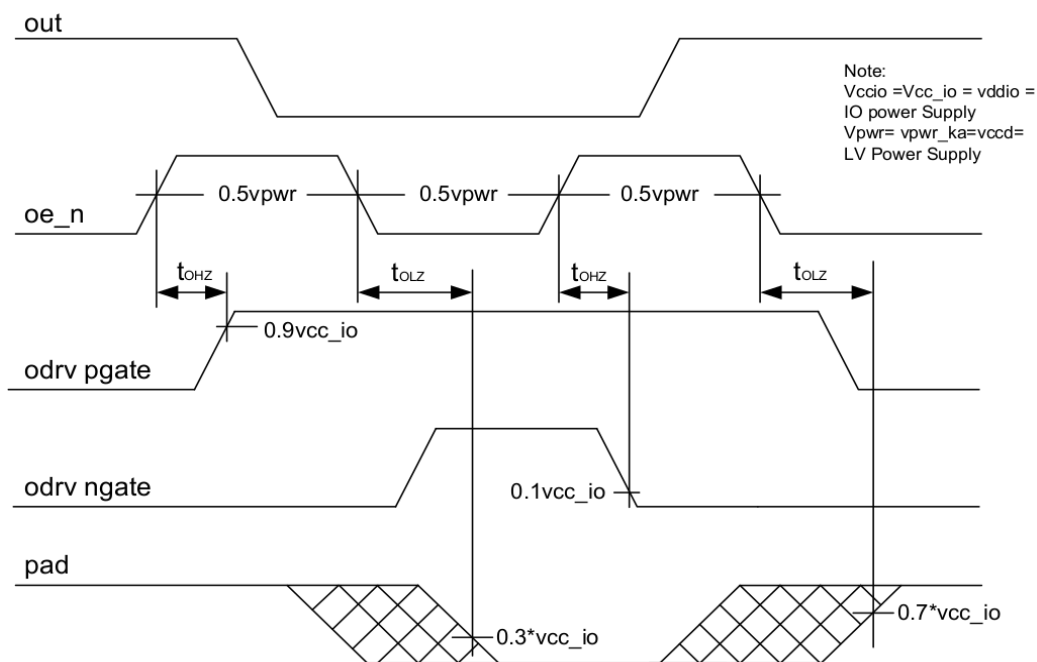 out
Note:
Vccio =Vcc_io = vddio =
IO power Supply
Vpwr= vpwr_ka=vccd=
LV Power Supply
0.5vpwr
0.5vpwr
0.5vpwr
oe_n
tOHZ
tOLZ
tOHZ
tOLZ
0.9vcc_io
odrv pgate
odrv ngate
0.1vcc_io
pad
0.3*vcc_io
0.7*vcc_io